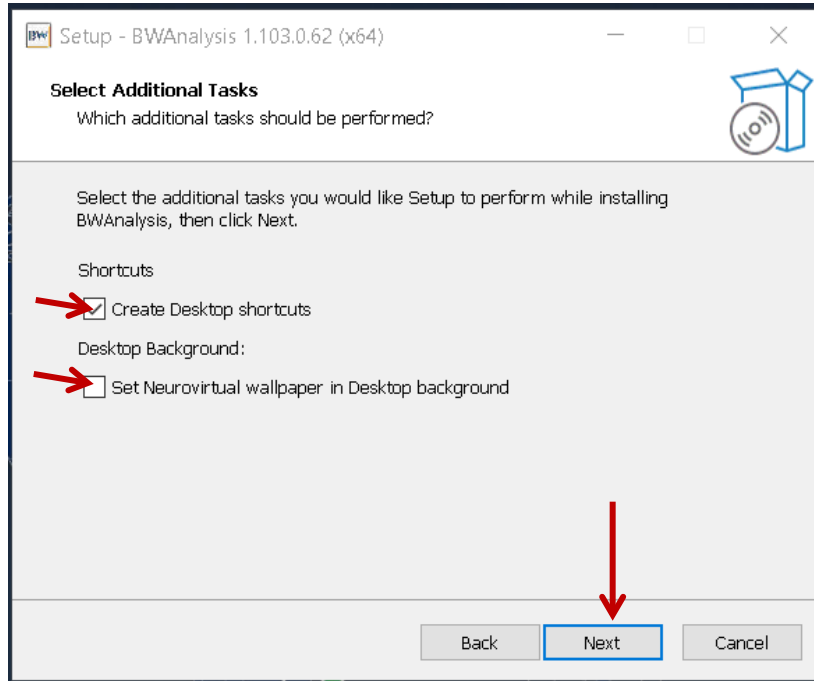 BW Setup - BWAnalysis 1.103.0.62 (x64)
Select Additional Tasks
Which additional tasks should be performed?
Select the additional tasks you would like Setup to perform while installing
BWAnalysis, then click Next.
Shortcuts
Create Desktop shortcuts
Desktop Background:
Set Neurovirtual wallpaper in Desktop background
Back Next Cancel